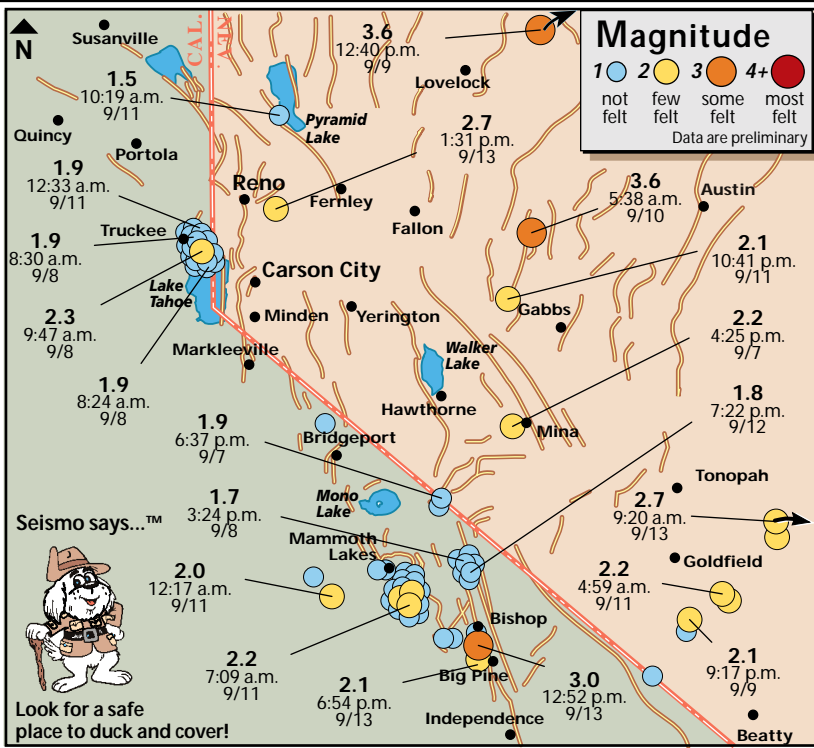 N
Susanville
CAL.
NEV.
3.6
12:40 p.m.
9/9
Lovelock
Magnitude
1 2 3 4+
not felt
few felt
some felt
most felt
Data are preliminary
1.5
10:19 a.m.
9/11
Pyramid
Lake
Quincy
Portola
2.7
1:31 p.m.
9/13
1.9
12:33 a.m.
9/11
Reno
Fernley
Fallon
3.6
5:38 a.m.
9/10
Austin
Truckee
1.9
8:30 a.m.
9/8
Lake
Tahoe
Carson City
2.1
10:41 p.m.
9/11
Gabbs
2.3
9:47 a.m.
9/8
Minden
Yerington
Markleeville
Walker
Lake
2.2
4:25 p.m.
9/7
1.9
8:24 a.m.
9/8
Hawthorne
Mina
1.8
7:22 p.m.
9/12
1.9
6:37 p.m.
9/7
Bridgeport
Tonopah
1.7
3:24 p.m.
9/8
Mono
Lake
2.7
9:20 a.m.
9/13
Seismo says...™
Mammoth
Lakes
Goldfield
2.0
12:17 a.m.
9/11
2.2
4:59 a.m.
9/11
Bishop
2.2
7:09 a.m.
9/11
2.1
6:54 p.m.
9/13
Big Pine
3.0
12:52 p.m.
9/13
2.1
9:17 p.m.
9/9
Independence
Beatty
Look for a safe
place to duck and cover!